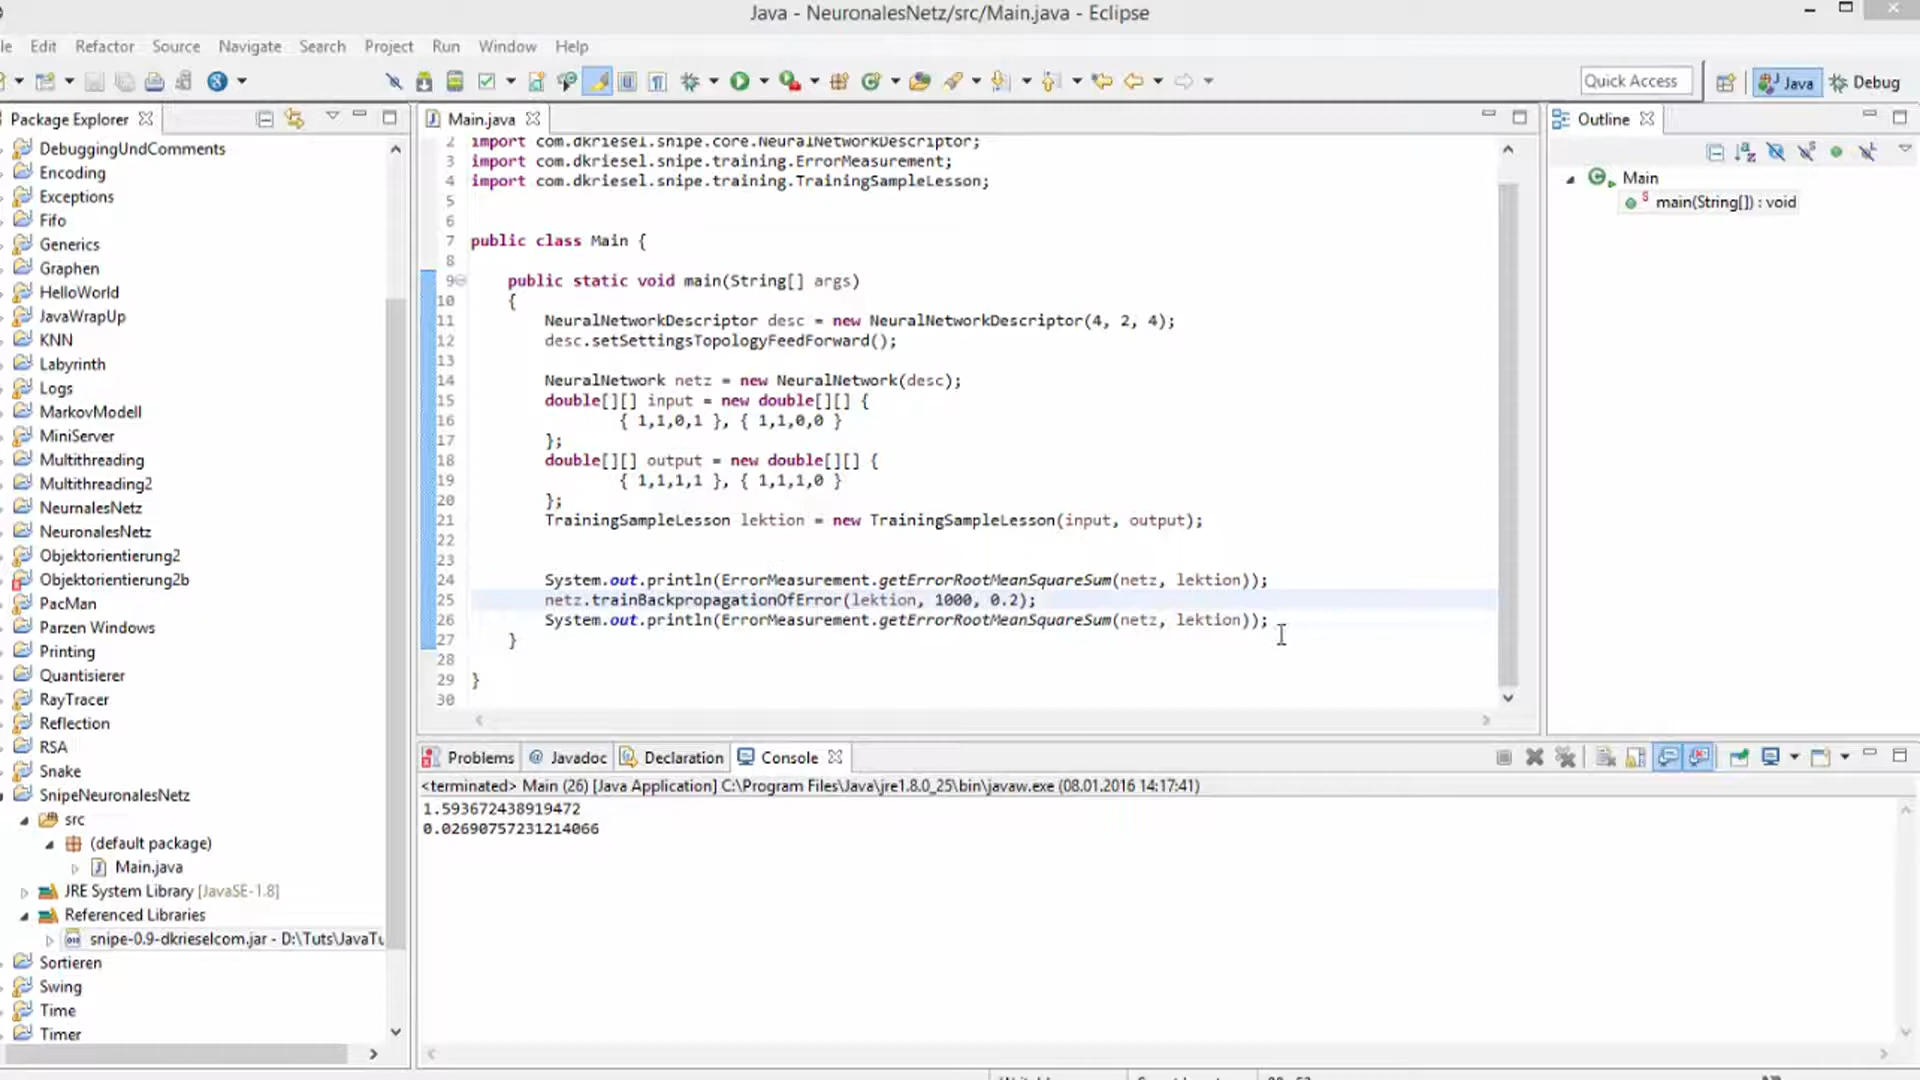 Java - NeuronalesNetz/src/Main.java - Eclipse
le Edit Refactor Source Navigate Search Project Run Window Help
Quick Access
Java
Debug
Package Explorer
DebuggingUndComments
Encoding
Exceptions
Fifo
Generics
Graphen
HelloWorld
JavaWrapUp
KNN
Labyrinth
Logs
MarkovModell
MiniServer
Multithreading
Multithreading2
NeurnalesNetz
NeuronalesNetz
Objektorientierung2
Objektorientierung2b
PacMan
Parzen Windows
Printing
Quantisierer
RayTracer
Reflection
RSA
Snake
SnipeNeuronalesNetz
src
(default package)
Main.java
JRE System Library [JavaSE-1.8]
Referenced Libraries
snipe-0.9-dkrieselcom.jar - D:\Tuts\JavaTu
Sortieren
Swing
Time
Timer
Main.java
2 import com.dkriesel.snipe.core.NeuralNetworkDescriptor;
3 import com.dkriesel.snipe.training.ErrorMeasurement;
4 import com.dkriesel.snipe.training.TrainingSampleLesson;
5
6
7 public class Main {
8
9 public static void main(String[] args)
10 {
11 NeuralNetworkDescriptor desc = new NeuralNetworkDescriptor(4, 2, 4);
12 desc.setSettingsTopologyFeedForward();
13
14 NeuralNetwork netz = new NeuralNetwork(desc);
15 double[][] input = new double[][] {
16 { 1,1,0,1 }, { 1,1,0,0 }
17 };
18 double[][] output = new double[][] {
19 { 1,1,1,1 }, { 1,1,1,0 }
20 };
21 TrainingSampleLesson lektion = new TrainingSampleLesson(input, output);
22
23
24 System.out.println(ErrorMeasurement.getErrorRootMeanSquareSum(netz, lektion));
25 netz.trainBackpropagationOfError(lektion, 1000, 0.2);
26 System.out.println(ErrorMeasurement.getErrorRootMeanSquareSum(netz, lektion));
27 }
28
29 }
30
Outline
Main
main(String[]) : void
Problems @ Javadoc Declaration Console
<terminated> Main (26) [Java Application] C:\Program Files\Java\jre1.8.0_25\bin\javaw.exe (08.01.2016 14:17:41)
1.593672438919472
0.02690757231214066